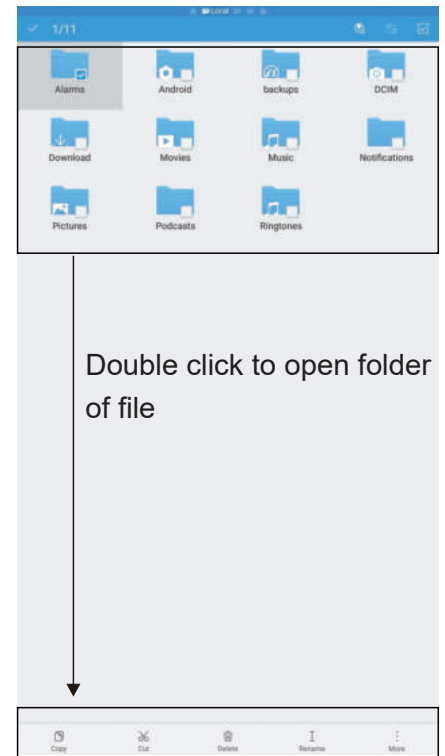 Local
1/11
Alarms Android backups DCIM
Download Movies Music Notifications
Pictures Podcasts Ringtones
Double click to open folder
of file
Copy Cut Delete Rename More